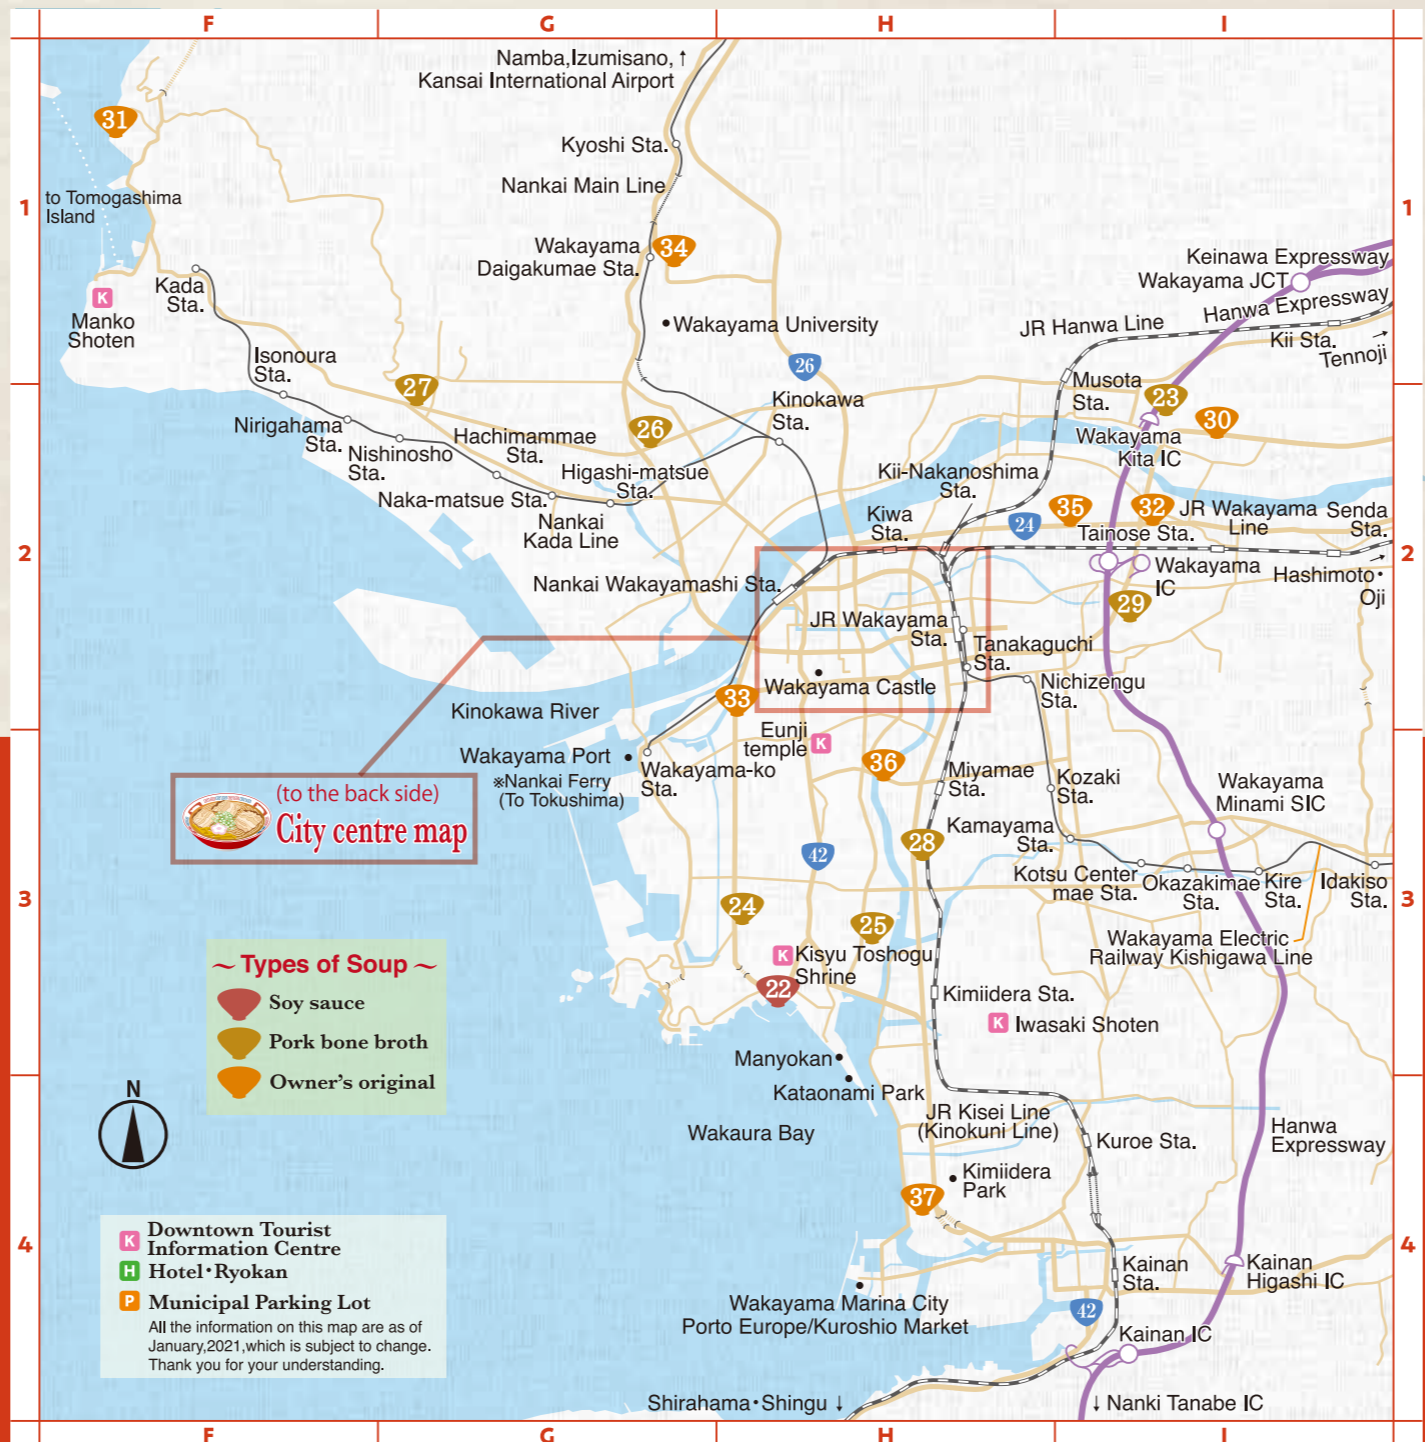 F G H I
Namba,Izumisano, ↑
Kansai International Airport
31
Kyoshi Sta.
Nankai Main Line
to Tomogashima
Island
1 1
Wakayama
Daigakumae Sta.
34
Keinawa Expressway
Wakayama JCT
Kada
Sta.
K
Manko
Shoten
Hanwa Expressway
JR Hanwa Line
Wakayama University
Kii Sta.
Tennoji
Isonoura
Sta.
26
27
Musota
Sta.
23
30
Kinokawa
Sta.
26
Nirigahama
Sta.
Hachimammae
Sta.
Nishinosho
Sta.
Wakayama
Kita IC
Higashi-matsue
Sta.
Kii-Nakanoshima
Sta.
Naka-matsue Sta.
Nankai
Kada Line
Kiwa
Sta.
24
35
32
JR Wakayama
Line
Senda
Sta.
Tainose Sta.
2 2
Nankai Wakayamashi Sta.
Wakayama
IC
Hashimoto・
Oji
29
JR Wakayama
Sta.
Tanakaguchi
Sta.
Wakayama Castle
Nichizengu
Sta.
33
Kinokawa River
Eunji
temple
K
Wakayama Port
※Nankai Ferry
(To Tokushima)
Wakayama-ko
Sta.
36
Miyamae
Sta.
Kozaki
Sta.
Wakayama
Minami SIC
(to the back side)
City centre map
Kamayama
Sta.
28
42
Kotsu Center
mae Sta.
Okazakimae
Sta.
Kire
Sta.
Idakiso
Sta.
3 3
24
25
Wakayama Electric
Railway Kishigawa Line
K
Kisyu Toshogu
Shrine
22
~ Types of Soup ~
Soy sauce
Pork bone broth
Owner's original
Kimiidera Sta.
K
Iwasaki Shoten
Manyokan
Kataonami Park
N
Wakaura Bay
JR Kisei Line
(Kinokuni Line)
Kuroe Sta.
Hanwa
Expressway
Kimiidera
Park
37
4 4
K
Downtown Tourist
Information Centre
H
Hotel・Ryokan
P
Municipal Parking Lot
All the information on this map are as of
January,2021,which is subject to change.
Thank you for your understanding.
Kainan
Sta.
Kainan
Higashi IC
Wakayama Marina City
Porto Europe/Kuroshio Market
42
Kainan IC
Shirahama・Shingu ↓
↓ Nanki Tanabe IC
F G H I